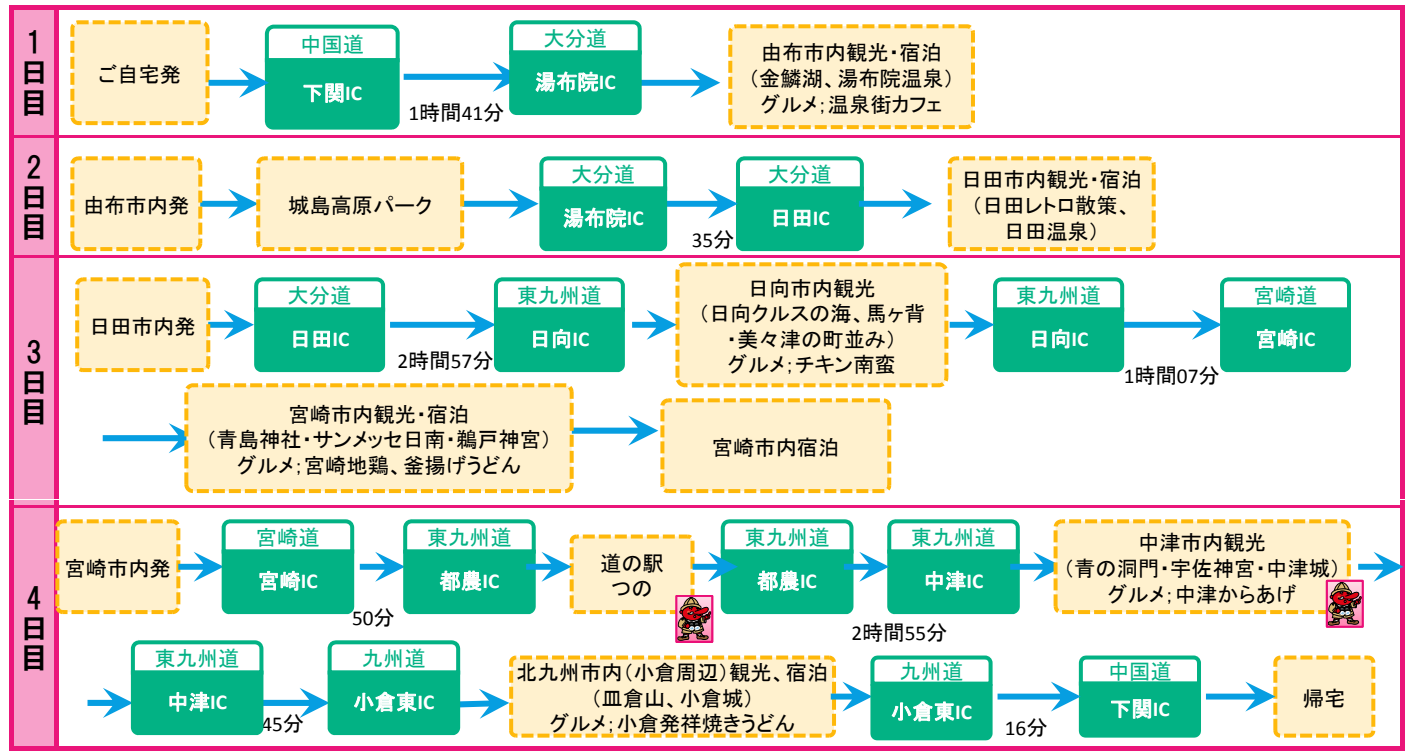 1日目
ご自宅発
中国道
下関IC
1時間41分
大分道
湯布院IC
由布市内観光・宿泊
（金鱗湖、湯布院温泉）
グルメ；温泉街カフェ
2日目
由布市内発
城島高原パーク
大分道
湯布院IC
35分
大分道
日田IC
日田市内観光・宿泊
（日田レトロ散策、
日田温泉）
3日目
日田市内発
大分道
日田IC
2時間57分
東九州道
日向IC
日向市内観光
（日向クルスの海、馬ヶ背
・美々津の町並み）
グルメ；チキン南蛮
東九州道
日向IC
1時間07分
宮崎道
宮崎IC
宮崎市内観光・宿泊
（青島神社・サンメッセ日南・鵜戸神宮）
グルメ；宮崎地鶏、釜揚げうどん
宮崎市内宿泊
4日目
宮崎市内発
宮崎道
宮崎IC
50分
東九州道
都農IC
道の駅
つの
東九州道
都農IC
2時間55分
東九州道
中津IC
中津市内観光
（青の洞門・宇佐神宮・中津城）
グルメ；中津からあげ
東九州道
中津IC
45分
九州道
小倉東IC
北九州市内（小倉周辺）観光、宿泊
（皿倉山、小倉城）
グルメ；小倉発祥焼きうどん
九州道
小倉東IC
16分
中国道
下関IC
帰宅